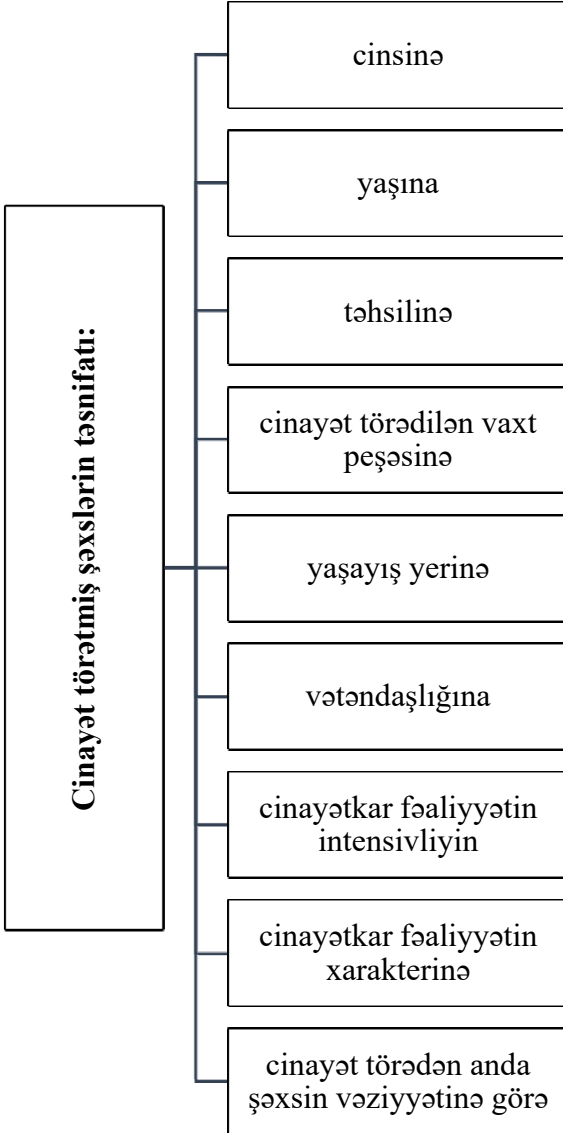 Cinayət törətmiş şəxslərin təsnifatı:
cinsinə
yaşına
təhsilinə
cinayət törədilən vaxt
peşəsinə
yaşayış yerinə
vətəndaşlığına
cinayətkar fəaliyyətin
intensivliyin
cinayətkar fəaliyyətin
xarakterinə
cinayət törədən anda
şəxsin vəziyyətinə görə